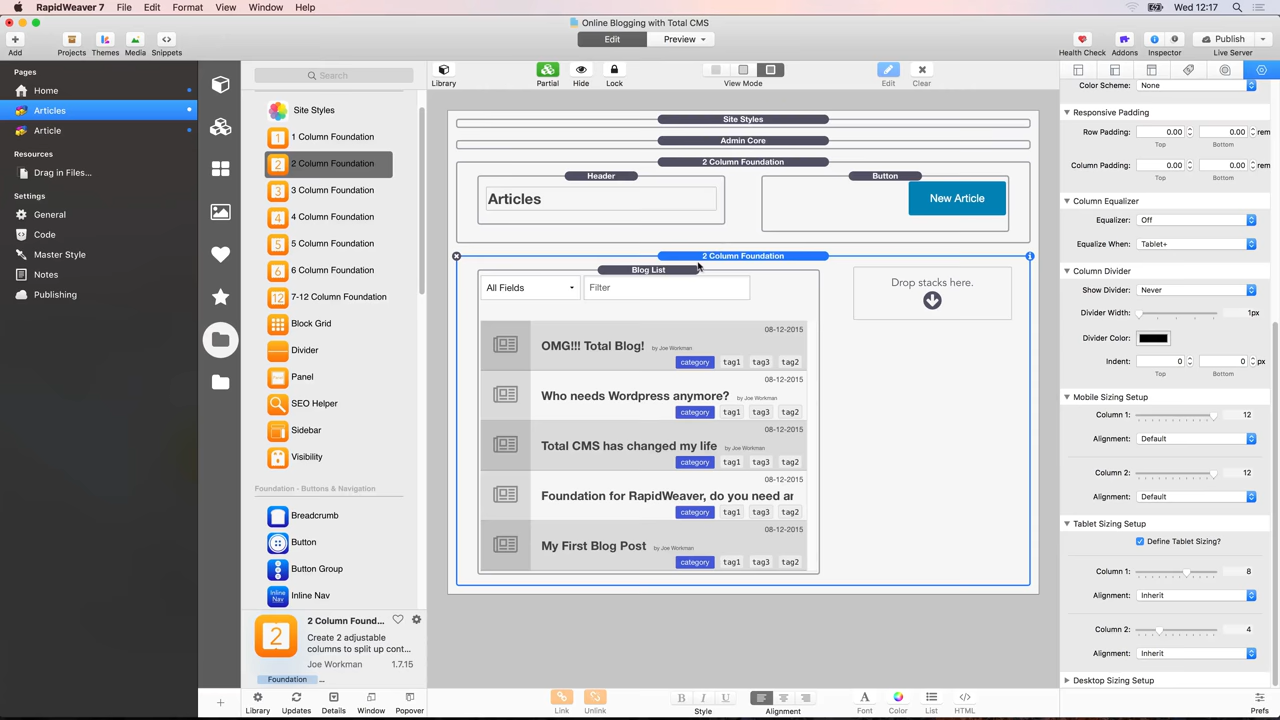 RapidWeaver 7 File Edit Format View Window Help
Wed 12:17
Online Blogging with Total CMS
Edit Preview
Add Projects Themes Media Snippets
Health Check Addons Inspector Publish Live Server
Pages
Home
Articles
Article
Resources
Drag in Files...
Settings
General
Code
Master Style
Notes
Publishing
Search
Site Styles
1 Column Foundation
2 Column Foundation
3 Column Foundation
4 Column Foundation
5 Column Foundation
6 Column Foundation
7-12 Column Foundation
Block Grid
Divider
Panel
SEO Helper
Sidebar
Visibility
Foundation - Buttons & Navigation
Breadcrumb
Button
Button Group
Inline Nav
2 Column Found...
Create 2 adjustable
columns to split up cont...
Joe Workman 1.7.15
Foundation ...
Library Updates Details Window Popover
Library Partial Hide Lock View Mode Edit Clear
Site Styles
Admin Core
2 Column Foundation
Header
Articles
Button
New Article
2 Column Foundation
Blog List
All Fields Filter
Drop stacks here.
08-12-2015
OMG!!! Total Blog! by Joe Workman
category tag1 tag3 tag2
08-12-2015
Who needs Wordpress anymore? by Joe Workman
category tag1 tag3 tag2
08-12-2015
Total CMS has changed my life by Joe Workman
category tag1 tag3 tag2
08-12-2015
Foundation for RapidWeaver, do you need ar
category tag1 tag3 tag2
08-12-2015
My First Blog Post by Joe Workman
category tag1 tag3 tag2
Link Unlink B I U Style Alignment Font Color List HTML
Color Scheme: None
Responsive Padding
Row Padding: 0.00 0.00 rem
Top Bottom
Column Padding: 0.00 0.00 rem
Top Bottom
Column Equalizer
Equalizer: Off
Equalize When: Tablet+
Column Divider
Show Divider: Never
Divider Width: 1px
Divider Color:
Indent: 0 0 px
Top Bottom
Mobile Sizing Setup
Column 1: 12
Alignment: Default
Column 2: 12
Alignment: Default
Tablet Sizing Setup
Define Tablet Sizing?
Column 1: 8
Alignment: Inherit
Column 2: 4
Alignment: Inherit
Desktop Sizing Setup
Prefs